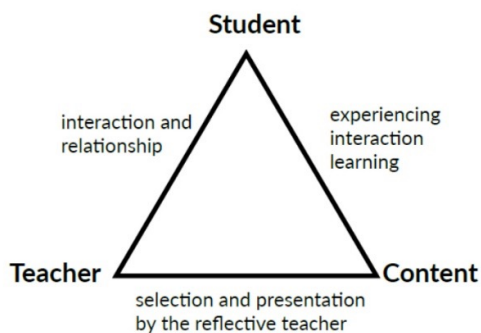 Student
interaction and
relationship
experiencing
interaction
learning
Teacher
Content
selection and presentation
by the reflective teacher